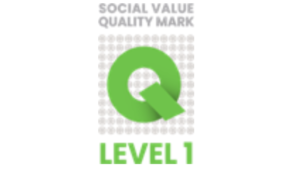 SOCIAL VALUE
QUALITY MARK
Q
LEVEL 1